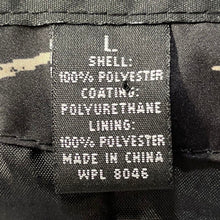 L
SHELL:
100% POLYESTER
COATING:
POLYURETHANE
LINING:
100% POLYESTER
MADE IN CHINA
WPL 8046